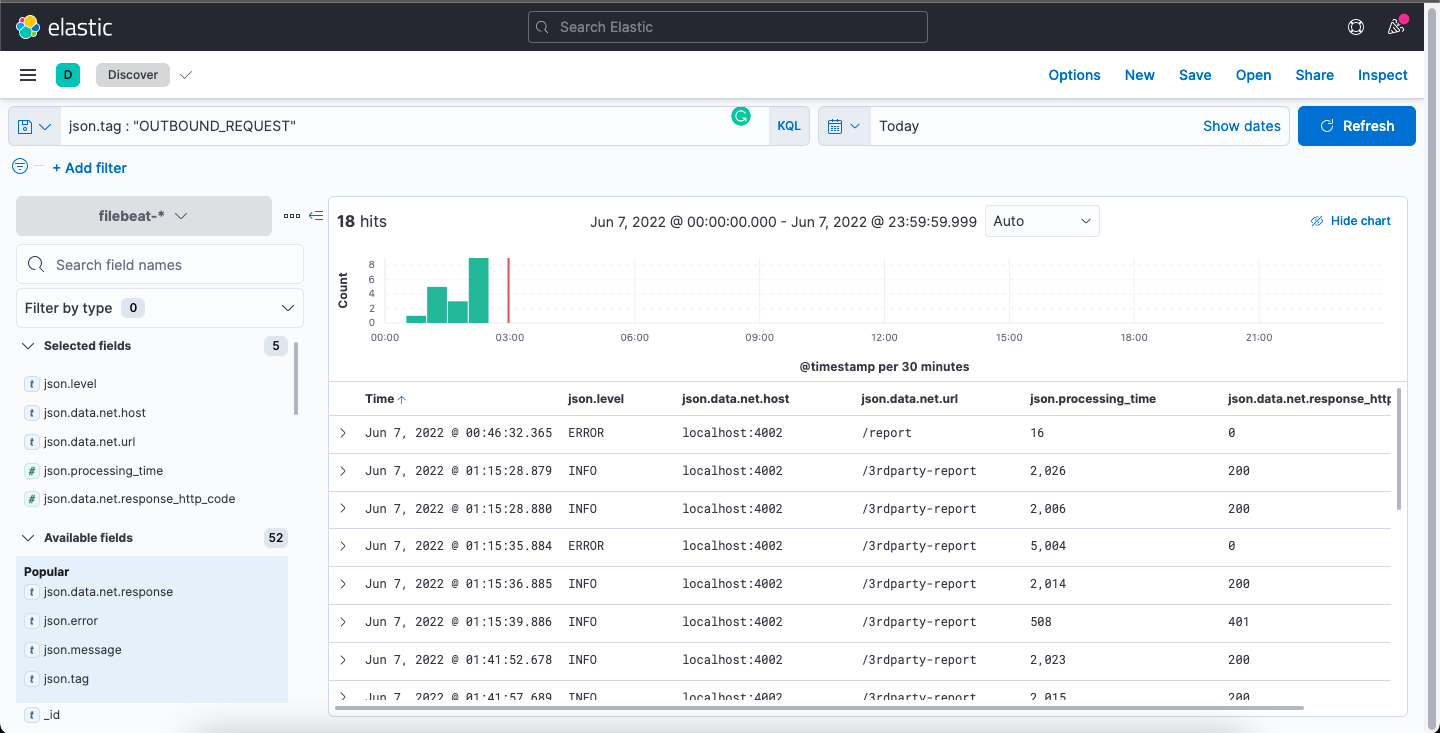 elastic
Search Elastic
D
Discover
Options
New
Save
Open
Share
Inspect
json.tag : "OUTBOUND_REQUEST"
KQL
Today
Show dates
Refresh
+ Add filter
filebeat-*
Search field names
Filter by type 0
Selected fields 5
t json.level
t json.data.net.host
t json.data.net.url
# json.processing_time
# json.data.net.response_http_code
Available fields 52
Popular
t json.data.net.response
t json.error
t json.message
t json.tag
t _id
18 hits
Jun 7, 2022 @ 00:00:00.000 - Jun 7, 2022 @ 23:59:59.999
Auto
Hide chart
Count
8
6
4
2
0
00:00 03:00 06:00 09:00 12:00 15:00 18:00 21:00
@timestamp per 30 minutes
Time json.level json.data.net.host json.data.net.url json.processing_time json.data.net.response_http
Jun 7, 2022 @ 00:46:32.365 ERROR localhost:4002 /report 16 0
Jun 7, 2022 @ 01:15:28.879 INFO localhost:4002 /3rdparty-report 2,026 200
Jun 7, 2022 @ 01:15:28.880 INFO localhost:4002 /3rdparty-report 2,006 200
Jun 7, 2022 @ 01:15:35.884 ERROR localhost:4002 /3rdparty-report 5,004 0
Jun 7, 2022 @ 01:15:36.885 INFO localhost:4002 /3rdparty-report 2,014 200
Jun 7, 2022 @ 01:15:39.886 INFO localhost:4002 /3rdparty-report 508 401
Jun 7, 2022 @ 01:41:52.678 INFO localhost:4002 /3rdparty-report 2,023 200
Jun 7, 2022 @ 01:41:57.689 INFO localhost:4002 /3rdparty-report 2,015 200